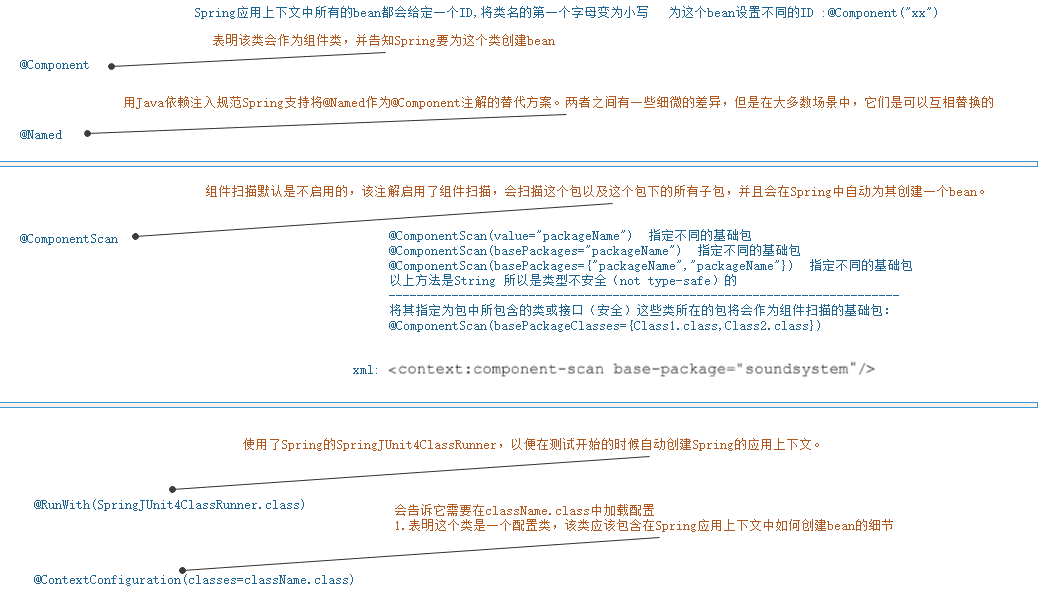 Spring应用上下文中所有的bean都会给定一个ID,将类名的第一个字母变为小写 为这个bean设置不同的ID :@Component("xx")
表明该类会作为组件类，并告知Spring要为这个类创建bean
@Component
用Java依赖注入规范Spring支持将@Named作为@Component注解的替代方案。两者之间有一些细微的差异，但是在大多数场景中，它们是可以互相替换的
@Named
组件扫描默认是不启用的，该注解启用了组件扫描，会扫描这个包以及这个包下的所有子包，并且会在Spring中自动为其创建一个bean。
@ComponentScan
@ComponentScan(value="packageName") 指定不同的基础包
@ComponentScan(basePackages="packageName") 指定不同的基础包
@ComponentScan(basePackages={"packageName","packageName"}) 指定不同的基础包
以上方法是String 所以是类型不安全（not type-safe）的
-------------------------------------------------------------------------
将其指定为包中所包含的类或接口（安全）这些类所在的包将会作为组件扫描的基础包:
@ComponentScan(basePackageClasses={Class1.class,Class2.class})
xml: <context:component-scan base-package="soundsystem"/>
使用了Spring的SpringJUnit4ClassRunner，以便在测试开始的时候自动创建Spring的应用上下文。
@RunWith(SpringJUnit4ClassRunner.class)
会告诉它需要在className.class中加载配置
1.表明这个类是一个配置类，该类应该包含在Spring应用上下文中如何创建bean的细节
@ContextConfiguration(classes=className.class)